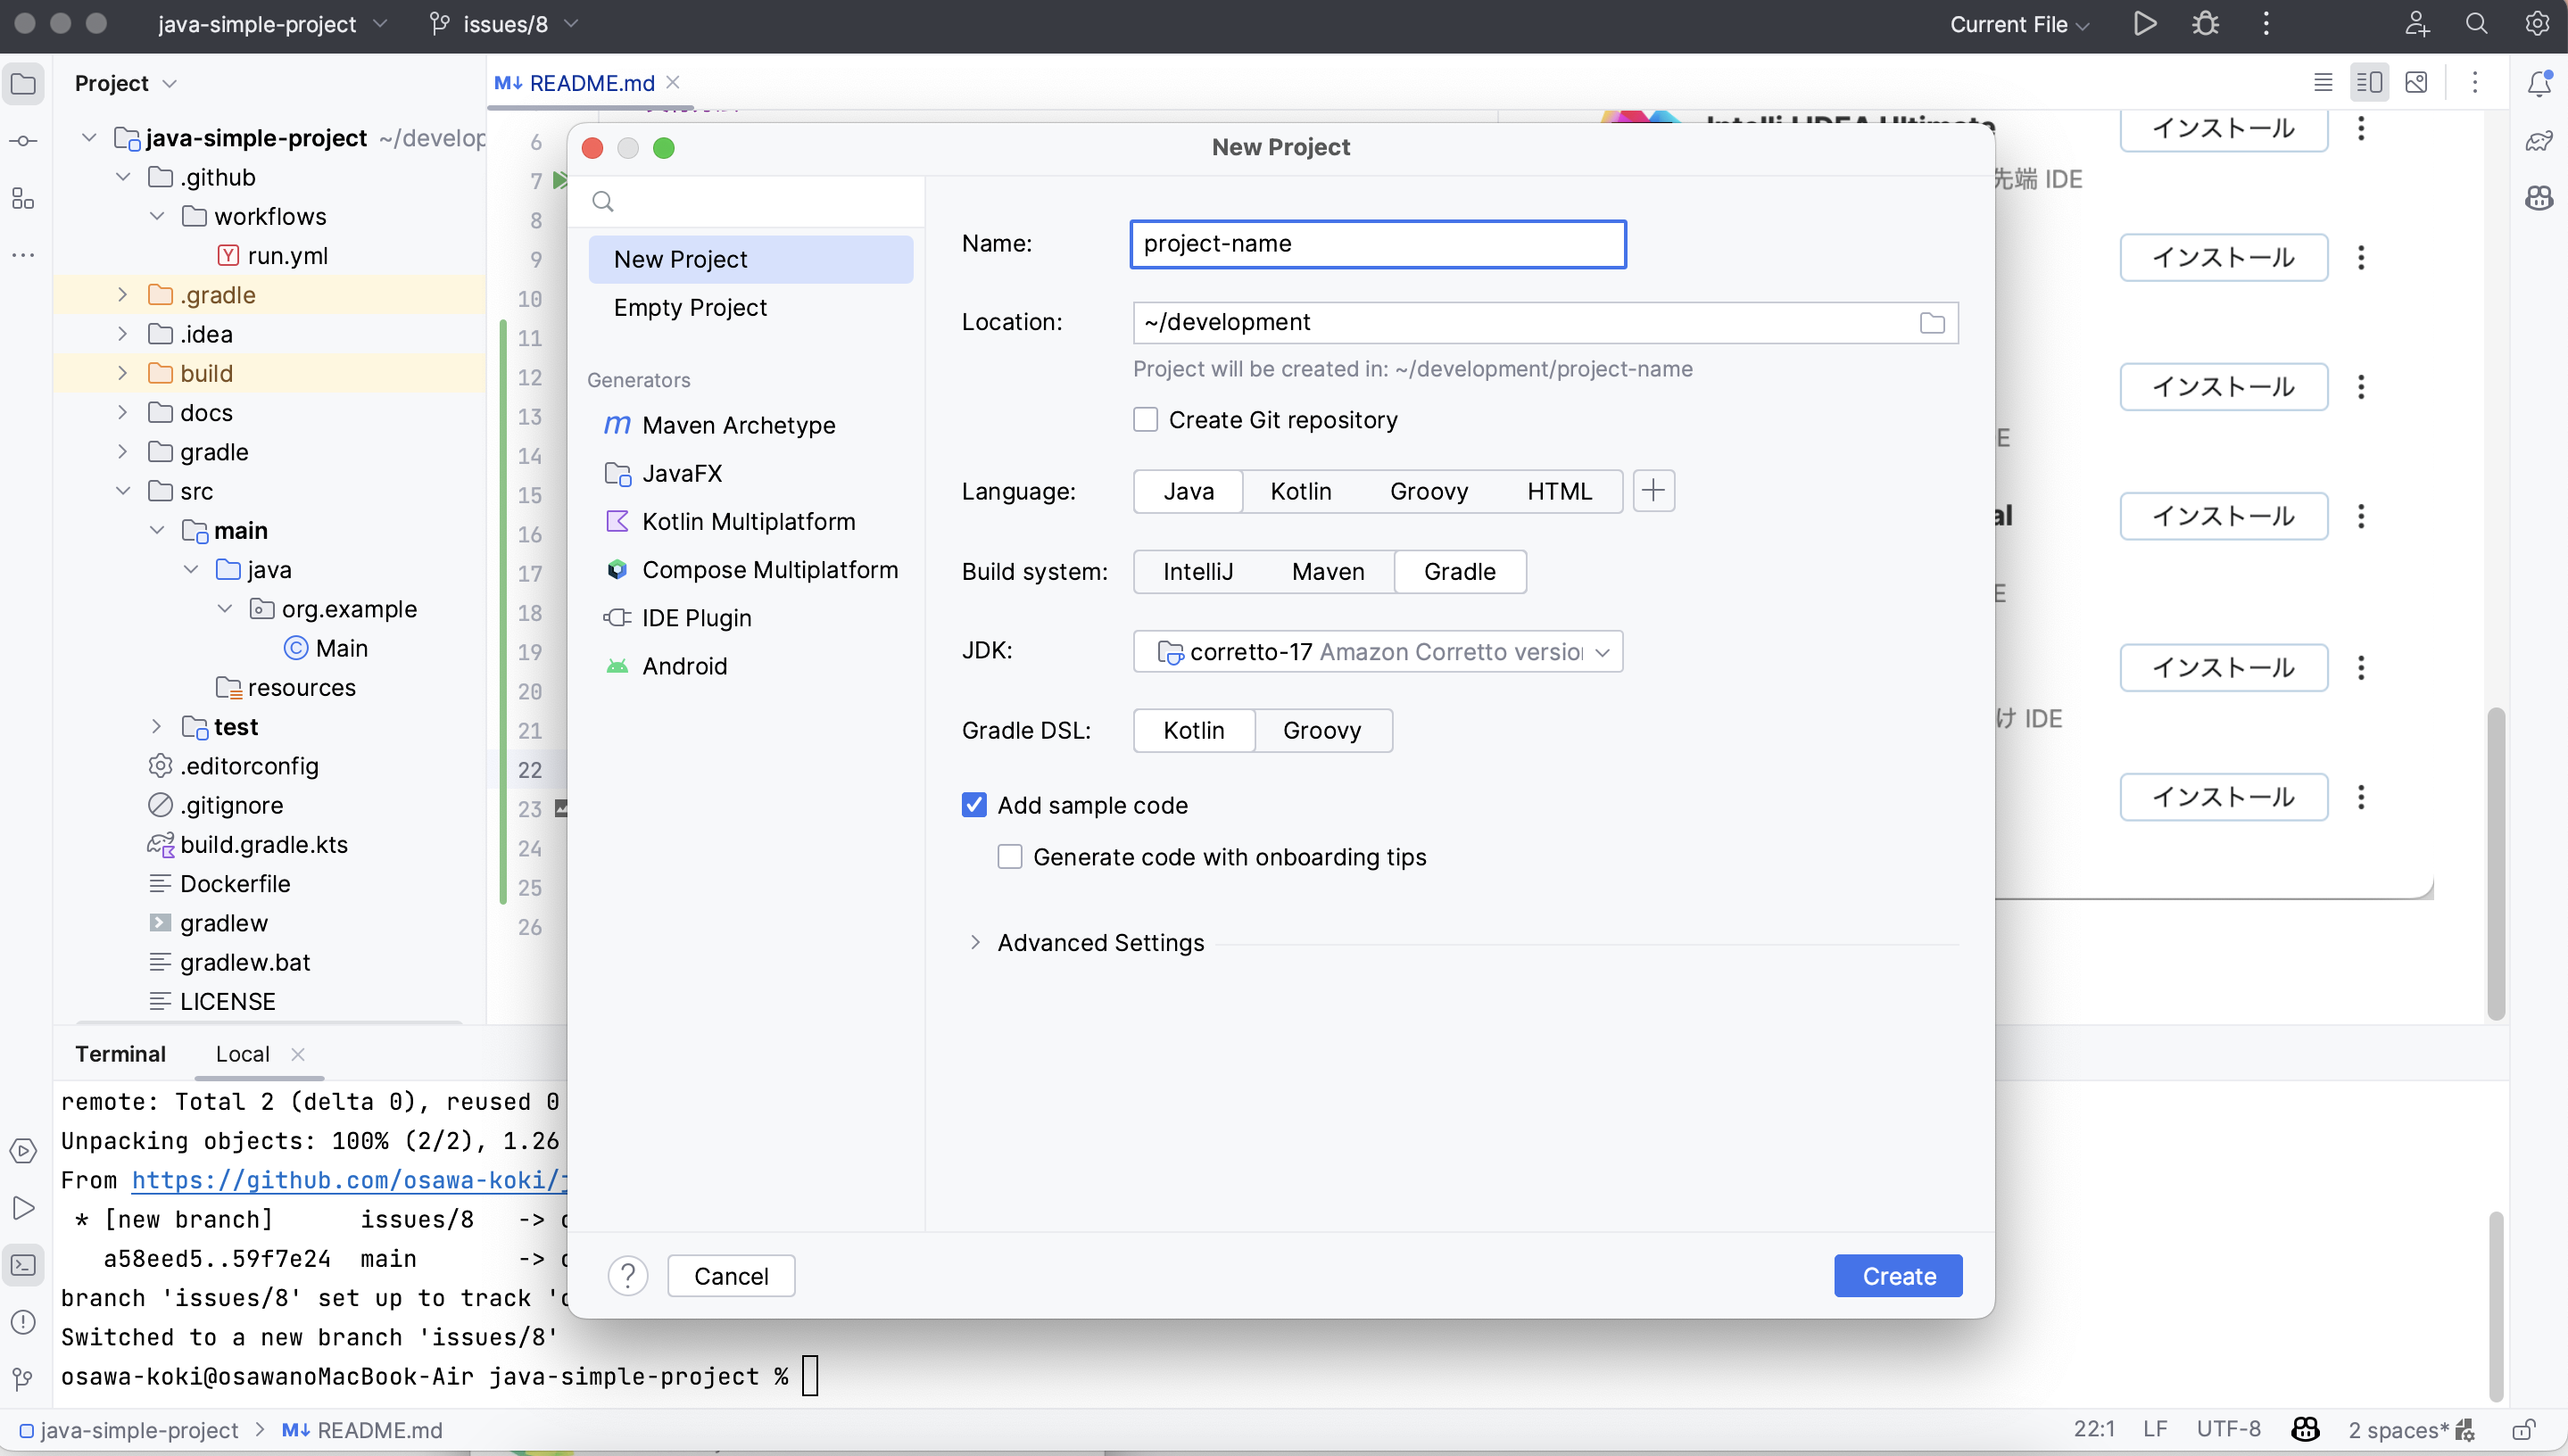 java-simple-project
issues/8
Current File
Project
README.md
java-simple-project ~/develop
.github
workflows
run.yml
.gradle
.idea
build
docs
gradle
src
main
java
org.example
Main
resources
test
.editorconfig
.gitignore
build.gradle.kts
Dockerfile
gradlew
gradlew.bat
LICENSE
6
7
8
9
10
11
12
13
14
15
16
17
18
19
20
21
22
23
24
25
26
New Project
New Project
Empty Project
Generators
Maven Archetype
JavaFX
Kotlin Multiplatform
Compose Multiplatform
IDE Plugin
Android
Name: project-name
Location: ~/development
Project will be created in: ~/development/project-name
Create Git repository
Language: Java Kotlin Groovy HTML
Build system: IntelliJ Maven Gradle
JDK: corretto-17 Amazon Corretto version
Gradle DSL: Kotlin Groovy
Add sample code
Generate code with onboarding tips
Advanced Settings
? Cancel Create
IntelliJ IDEA Ultimate
インストール
先端 IDE
インストール
インストール
E
al
インストール
E
インストール
け IDE
インストール
Terminal Local
remote: Total 2 (delta 0), reused 0
Unpacking objects: 100% (2/2), 1.26
From https://github.com/osawa-koki/j
* [new branch] issues/8 -> o
a58eed5..59f7e24 main -> o
branch 'issues/8' set up to track 'o
Switched to a new branch 'issues/8'
osawa-koki@osawanoMacBook-Air java-simple-project %
java-simple-project > README.md
22:1 LF UTF-8 2 spaces*